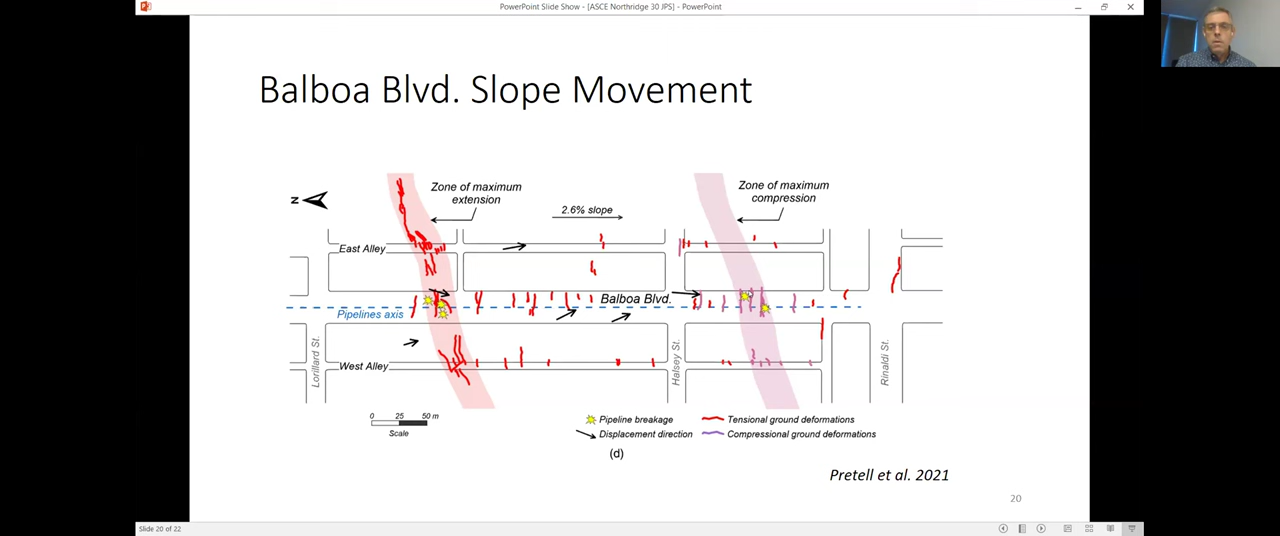 PowerPoint Slide Show - [ASCE Northridge 30 JPS] - PowerPoint
Balboa Blvd. Slope Movement
Zone of maximum
extension
Zone of maximum
compression
N
2.6% slope
East Alley
Balboa Blvd.
Pipelines axis
West Alley
Lorillard St.
Halsey St.
Rinaldi St.
0 25 50 m
Scale
Pipeline breakage
Displacement direction
Tensional ground deformations
Compressional ground deformations
(d)
Pretell et al. 2021
20
Slide 20 of 22